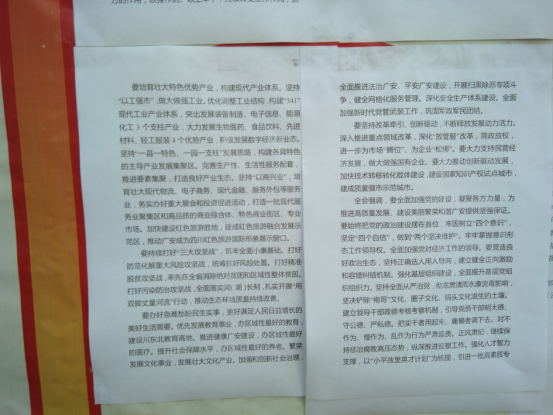 要培育壮大特色优势产业，构建现代产业体系。坚持
“以工强市”，做大做强工业。优化调整工业结构，构建“341”
现代工业产业体系，突出发展装备制造、电子信息、能源
化工 3 个支柱产业，大力发展生物医药、食品饮料、先进
材料、轻工服装 4 个优势产业，积极发展数字经济新业态。
坚持“一县一特色、一园一支柱”发展思路，构建各具特色
的主导产业发展集聚区。完善生产性、生活性服务配套，
推进要素集聚，打造良好产业生态。坚持“以商兴业”，培
育壮大现代物流、电子商务、现代金融、服务外包等服务业
业，务实办好重大展会和投资促进活动，打造一批现代服
务业聚集区和高品质的商业综合体、特色商业街区、专业
市场。加快建设红色旅游胜地，建成红色旅游融合发展示
范区，推动广安成为四川红色旅游国际形象展示窗口。
要持续打好“三大攻坚战”，筑牢全面小康基础。打好
防范化解重大风险攻坚战，统筹抓好风险处置。打好精准
脱贫攻坚战，率先在全省消除绝对贫困和区域性整体贫困。
打好污染防治攻坚战，全面落实河（湖）长制，扎实开展“用
双脚丈量河流”行动，推动生态环境质量持续改善。
要办好急难愁盼民生实事，更好满足人民日益增长的
美好生活需要。优先发展教育事业，办区域性最好的教育，
建设川东北教育高地。推进健康广安建设，办区域性最好
的医疗。提升社会保障水平，办区域性最好的养老。繁荣
发展文化事业，发展壮大文化产业。加强和创新社会治理，
全面推进法治广安、平安广安建设，开展扫黑除恶专项斗
争，健全网格化服务管理。深化安全生产体系建设。全面
加强新时代党管武装工作，巩固军政军民团结。
要坚持改革牵引、创新驱动，不断释放发展动力活力。
深入推进重点领域改革，深化“放管服”改革，简政放权，
进一步为市场“腾位”、为企业“松绑”。要大力支持民营经
济发展，做大做强国有企业。要大力推动创新驱动发展，
加快技术转移转化载体建设，建设国家知识产权试点城市，
建成质量强市示范城市。
全会强调，要全面加强党的建设，凝聚各方力量，为
推进高质量发展、建设美丽繁荣和谐广安提供坚强保证。
要始终把党的政治建设摆在首位，牢固树立“四个意识”，
坚定“四个自信”，做到“两个坚决维护”。牢牢掌握意识形
态工作领导权。全面加强党对经济工作的领导。要营造良
好政治生态，坚持正确选人用人导向，建立健全正向激励
和容错纠错机制。强化基层组织建设，全面提升基层党组
织组织力。坚持全面从严治党，彻底肃清周永康流毒影响，
坚决铲除“袍哥”文化、圈子文化、码头文化滋生的土壤。
建立领导干部政德考核考察机制，引导党员干部明大德、
守公德、严私德。把实干者用起来、庸懒者调下去，对不
作为、慢作为、乱作为行为严肃追责。正风肃纪，继续保
持惩治腐败高压态势，纵深推进巡察工作。强化人才智力
支撑，以“小平故里英才计划”为统揽，引进一批高素质专